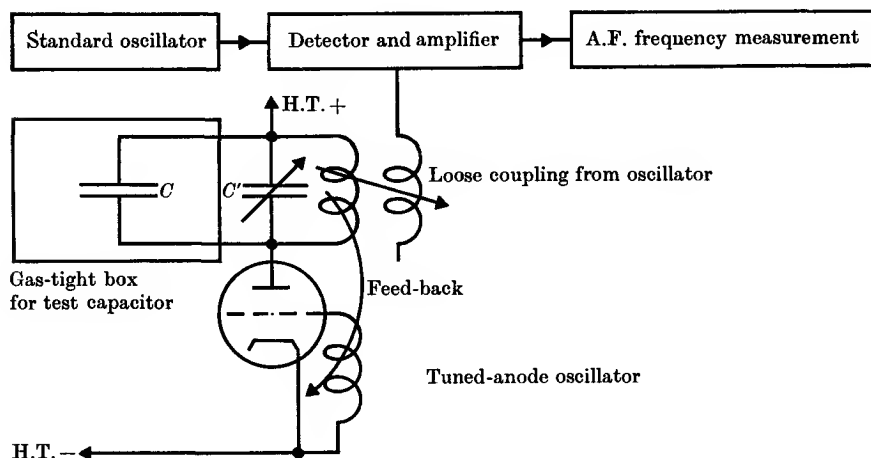 Standard oscillator
Detector and amplifier
A.F. frequency measurement
H.T.+
C
C′
Loose coupling from oscillator
Gas-tight box
for test capacitor
Feed-back
Tuned-anode oscillator
H.T.−